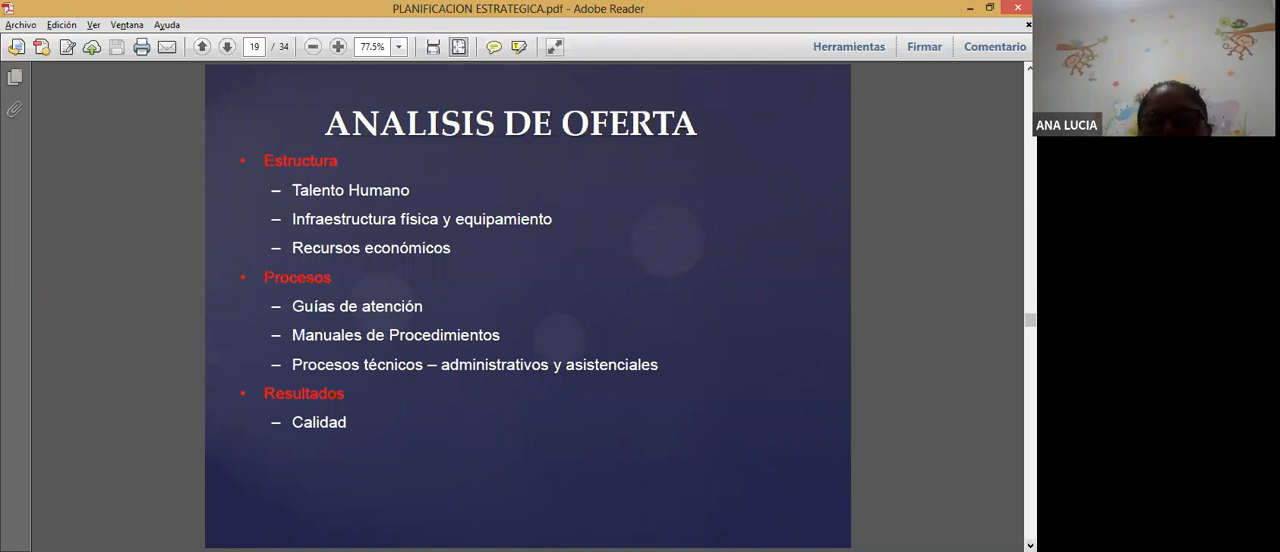 PLANIFICACION ESTRATEGICA.pdf - Adobe Reader
Archivo Edición Ver Ventana Ayuda
19 / 34 77.5% Herramientas Firmar Comentario
ANALISIS DE OFERTA
• Estructura
– Talento Humano
– Infraestructura física y equipamiento
– Recursos económicos
• Procesos
– Guías de atención
– Manuales de Procedimientos
– Procesos técnicos – administrativos y asistenciales
• Resultados
– Calidad
ANA LUCIA